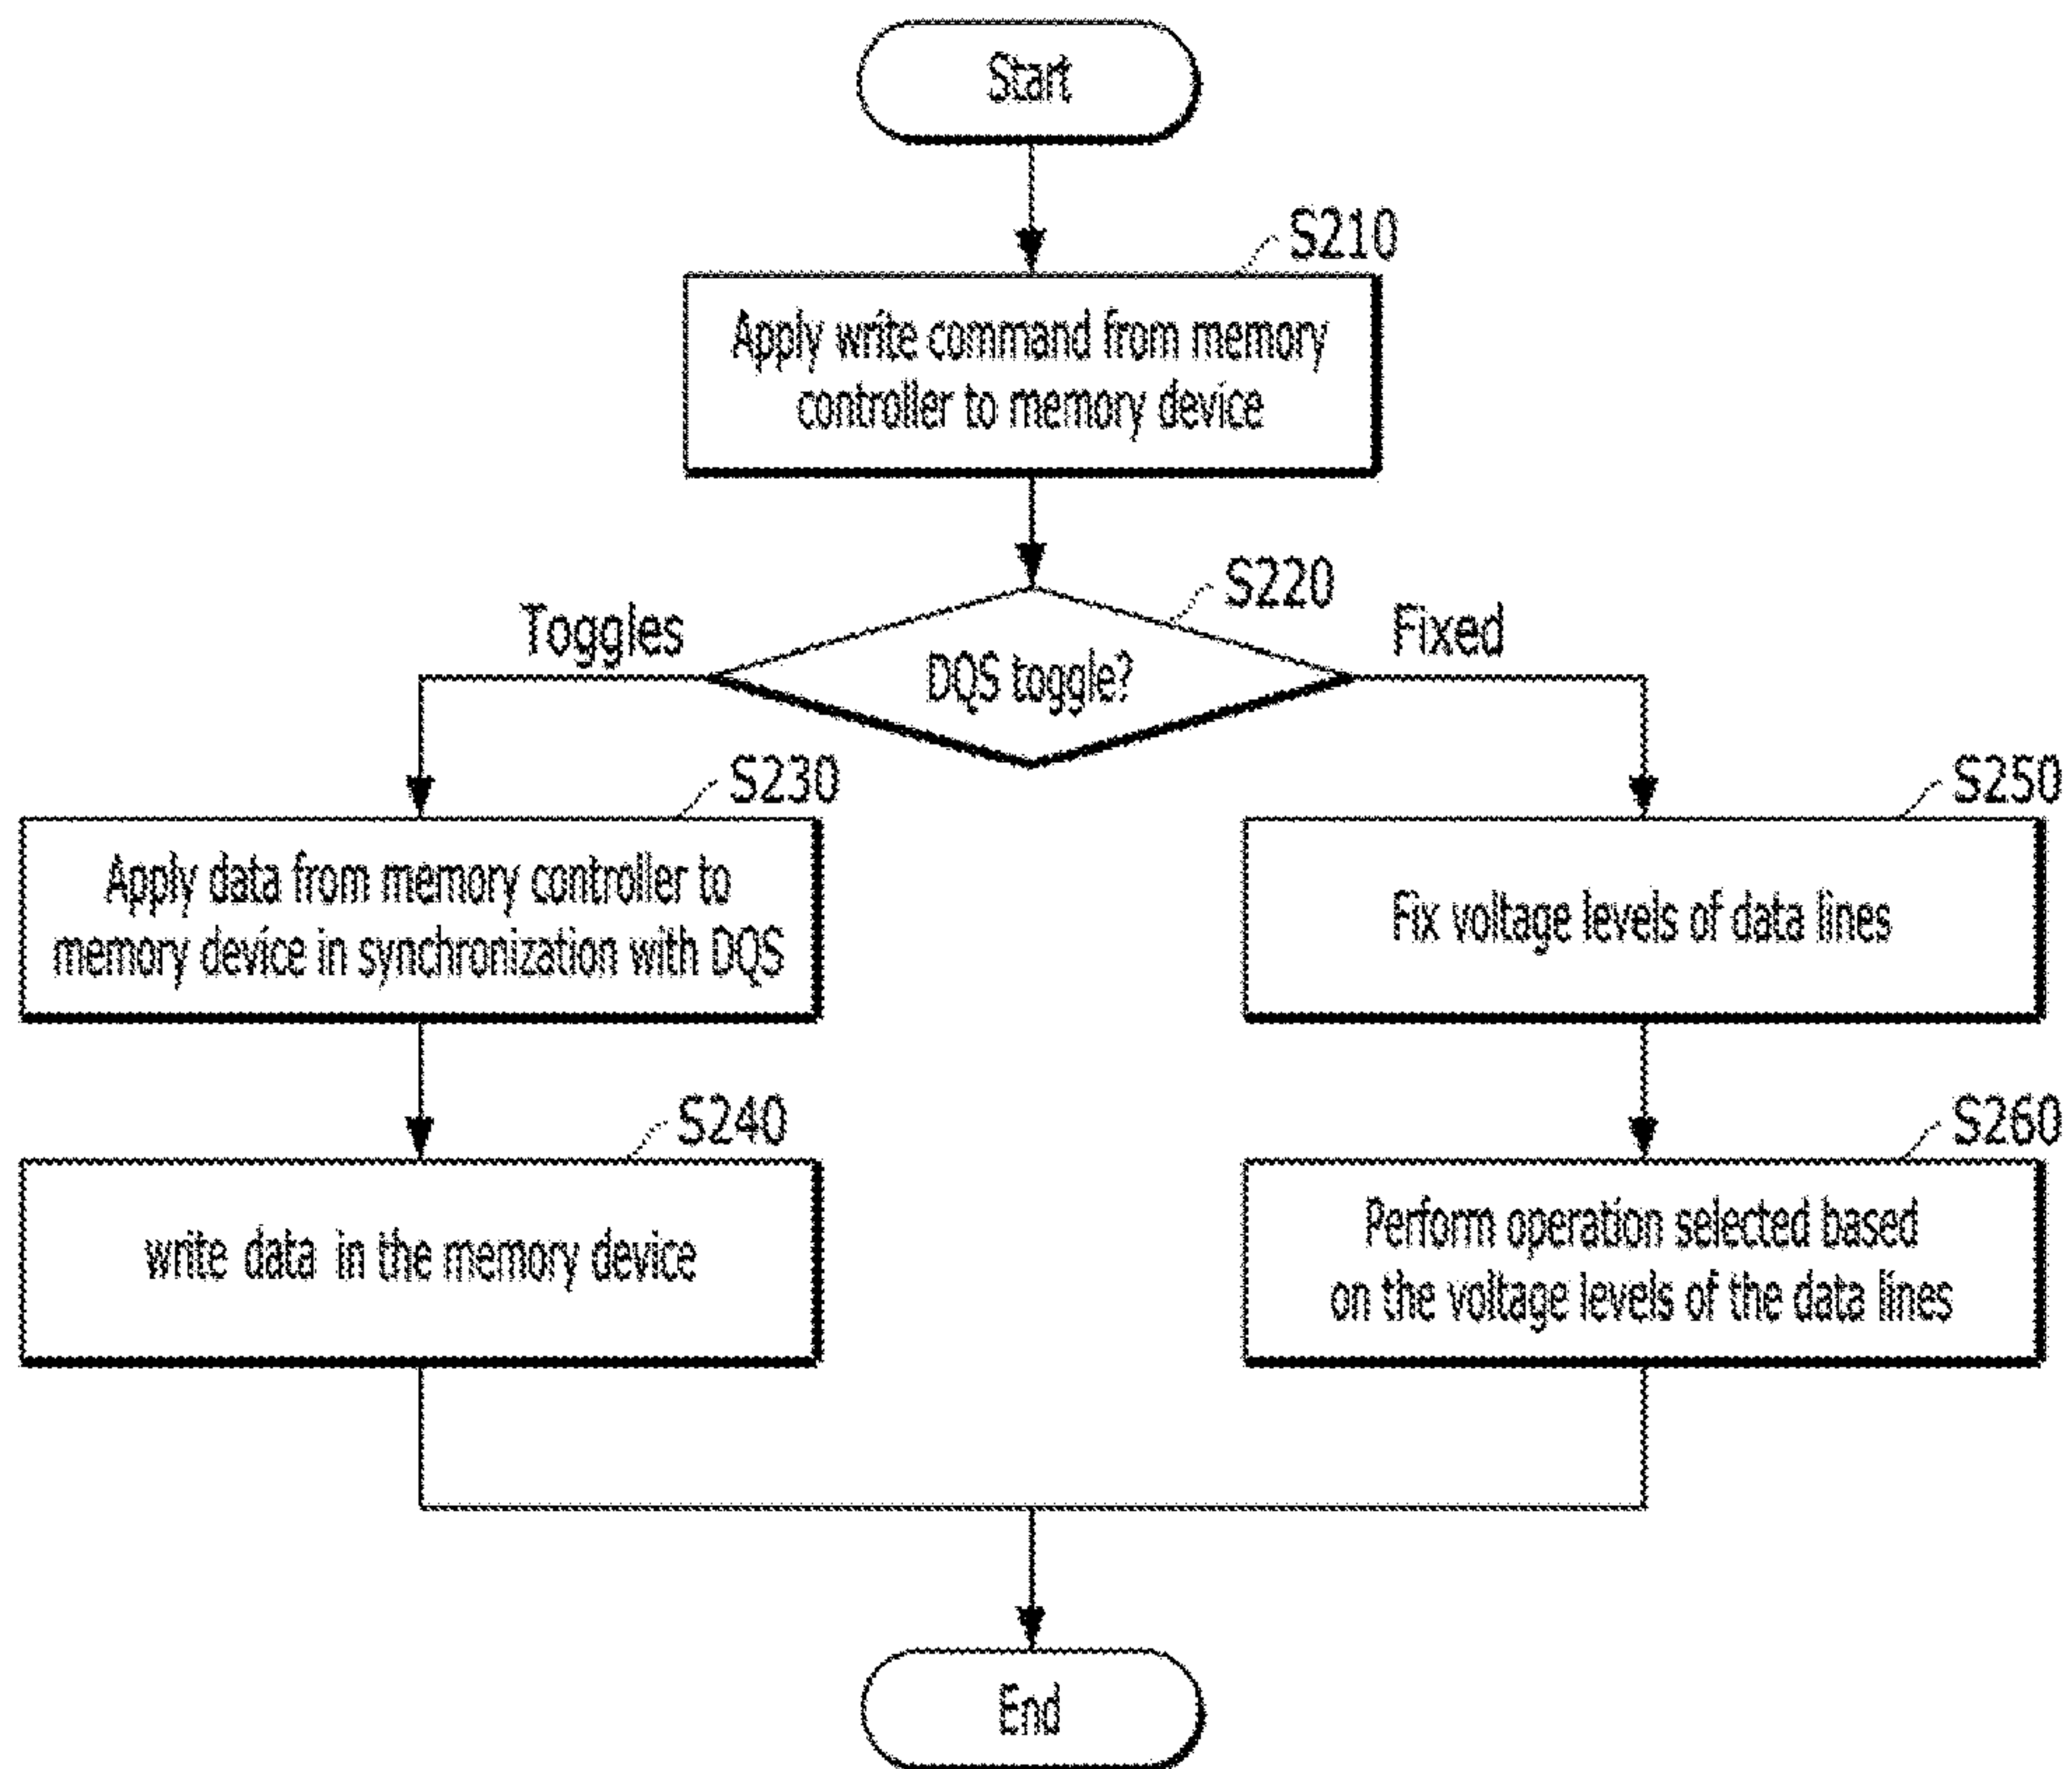 Start
S210
Apply write command from memory
controller to memory device
S220
Toggles
DQS toggle?
Fixed
S230
Apply data from memory controller to
memory device in synchronization with DQS
S250
Fix voltage levels of data lines
S240
write data in the memory device
S260
Perform operation selected based
on the voltage levels of the data lines
End